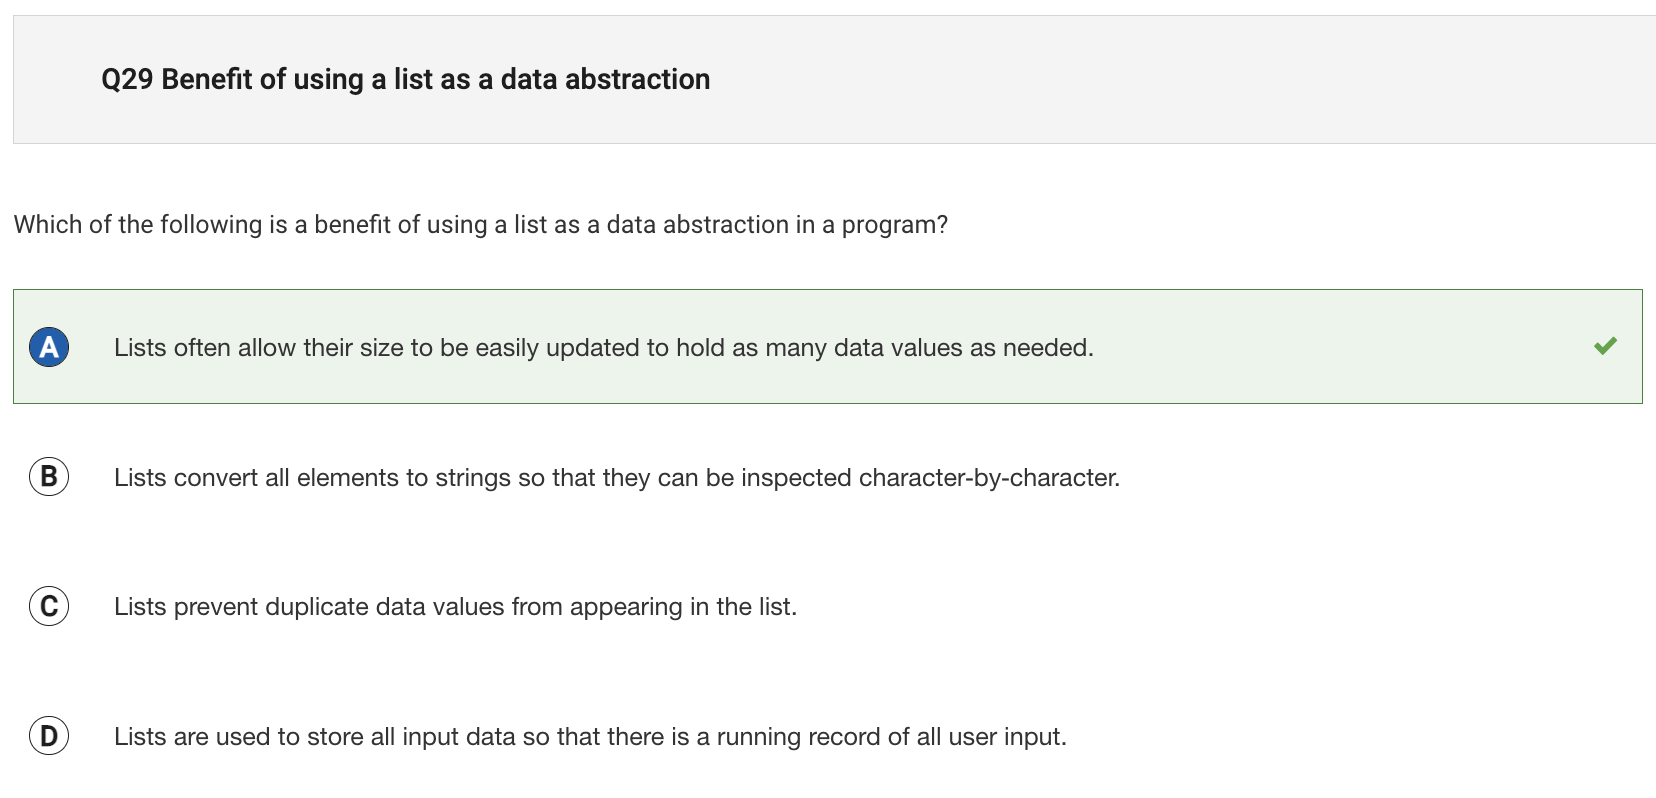 Q29 Benefit of using a list as a data abstraction
Which of the following is a benefit of using a list as a data abstraction in a program?
A Lists often allow their size to be easily updated to hold as many data values as needed.
B Lists convert all elements to strings so that they can be inspected character-by-character.
C Lists prevent duplicate data values from appearing in the list.
D Lists are used to store all input data so that there is a running record of all user input.